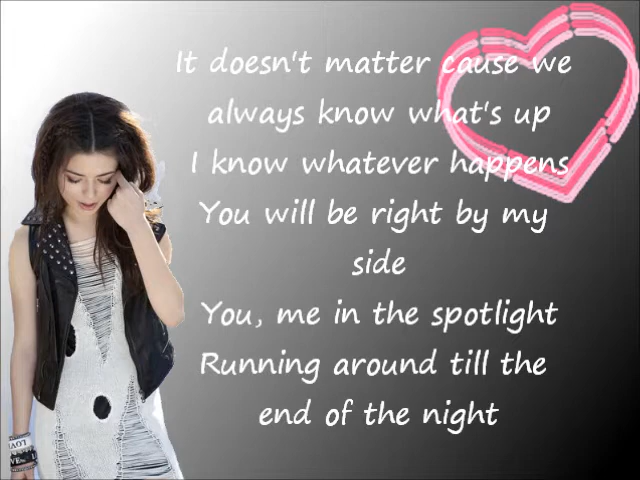 It doesn't matter cause we
always know what's up
I know whatever happens
You will be right by my
side
You, me in the spotlight
Running around till the
end of the night
LOVE